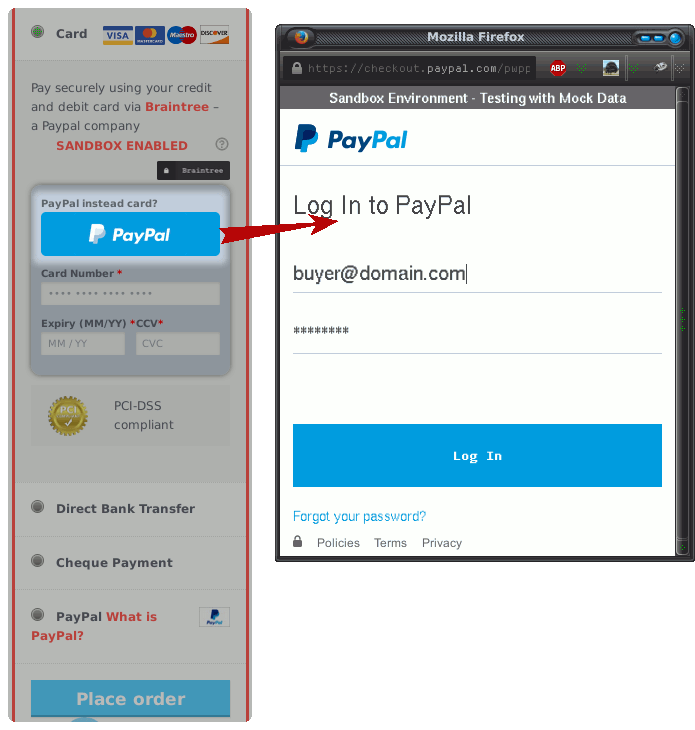 Card VISA MasterCard Maestro DISCOVER
Pay securely using your credit
and debit card via Braintree –
a Paypal company
SANDBOX ENABLED ?
Braintree
PayPal instead card?
PayPal
Card Number *
•••• •••• •••• ••••
Expiry (MM/YY) *CCV*
MM / YY CVC
PCI
PCI-DSS
compliant
Direct Bank Transfer
Cheque Payment
PayPal What is PayPal
PayPal?
Place order
Mozilla Firefox
https://checkout.paypal.com/pwpp ABP
Sandbox Environment - Testing with Mock Data
PayPal
Log In to PayPal
buyer@domain.com
********
Log In
Forgot your password?
Policies Terms Privacy